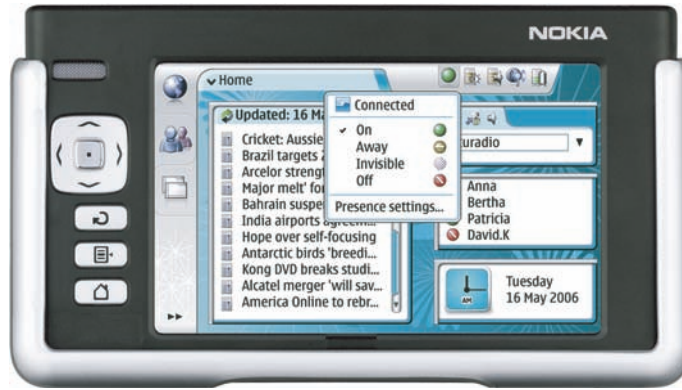 NOKIA
Home
Updated: 16 Ma
Cricket: Aussie
Brazil targets
Arcelor strengt
Major melt' for
Bahrain suspe
India airports
Hope over self-focusing
Antarctic birds 'breedi...
Kong DVD breaks studi...
Alcatel merger 'will sav...
America Online to rebr...
Connected
On
Away
Invisible
Off
Presence settings...
uradio
Anna
Bertha
Patricia
David.K
AM
Tuesday
16 May 2006